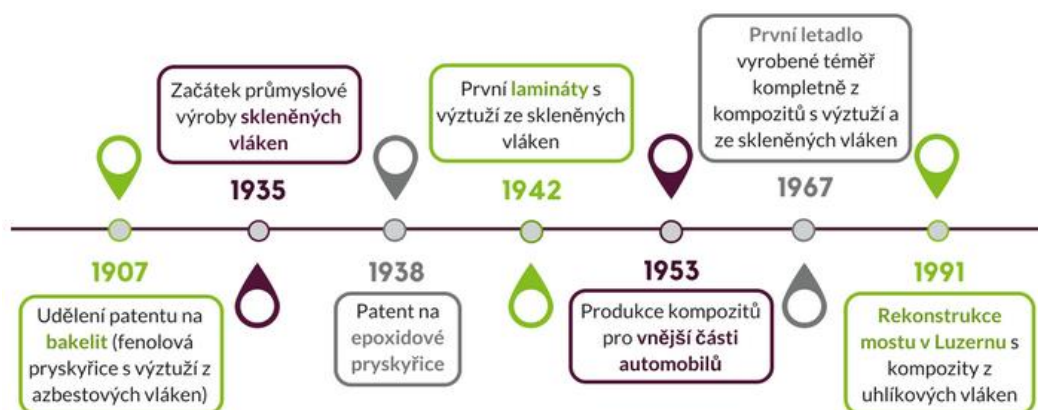 1907
Udělení patentu na
bakelit (fenolová
pryskyřice s výztuží z
azbestových vláken)
Začátek průmyslové
výroby skleněných
vláken
1935
1938
Patent na
epoxidové
pryskyřice
První lamináty s
výztuží ze skleněných
vláken
1942
1953
Produkce kompozitů
pro vnější části
automobilů
První letadlo
vyrobené téměř
kompletně z
kompozitů s výztuží a
ze skleněných vláken
1967
1991
Rekonstrukce
mostu v Luzernu s
kompozity z
uhlíkových vláken